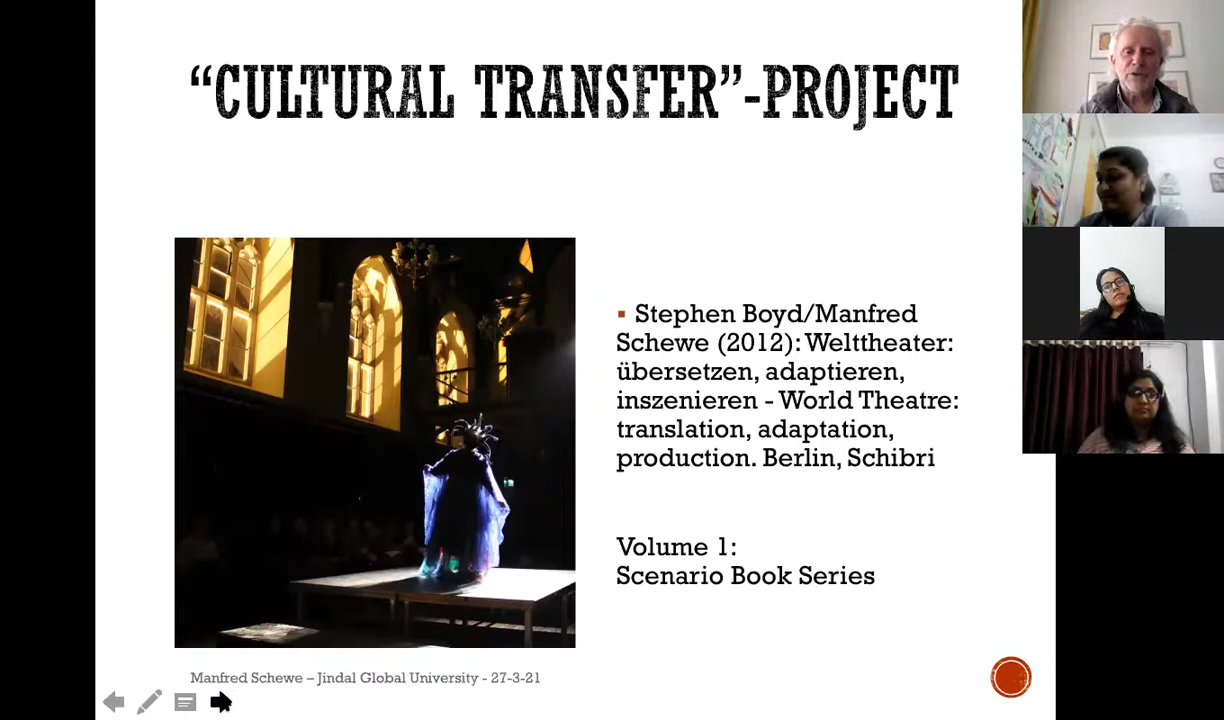 “CULTURAL TRANSFER”-PROJECT
▪ Stephen Boyd/Manfred
Schewe (2012): Welttheater:
übersetzen, adaptieren,
inszenieren - World Theatre:
translation, adaptation,
production. Berlin, Schibri
Volume 1:
Scenario Book Series
Manfred Schewe – Jindal Global University - 27-3-21